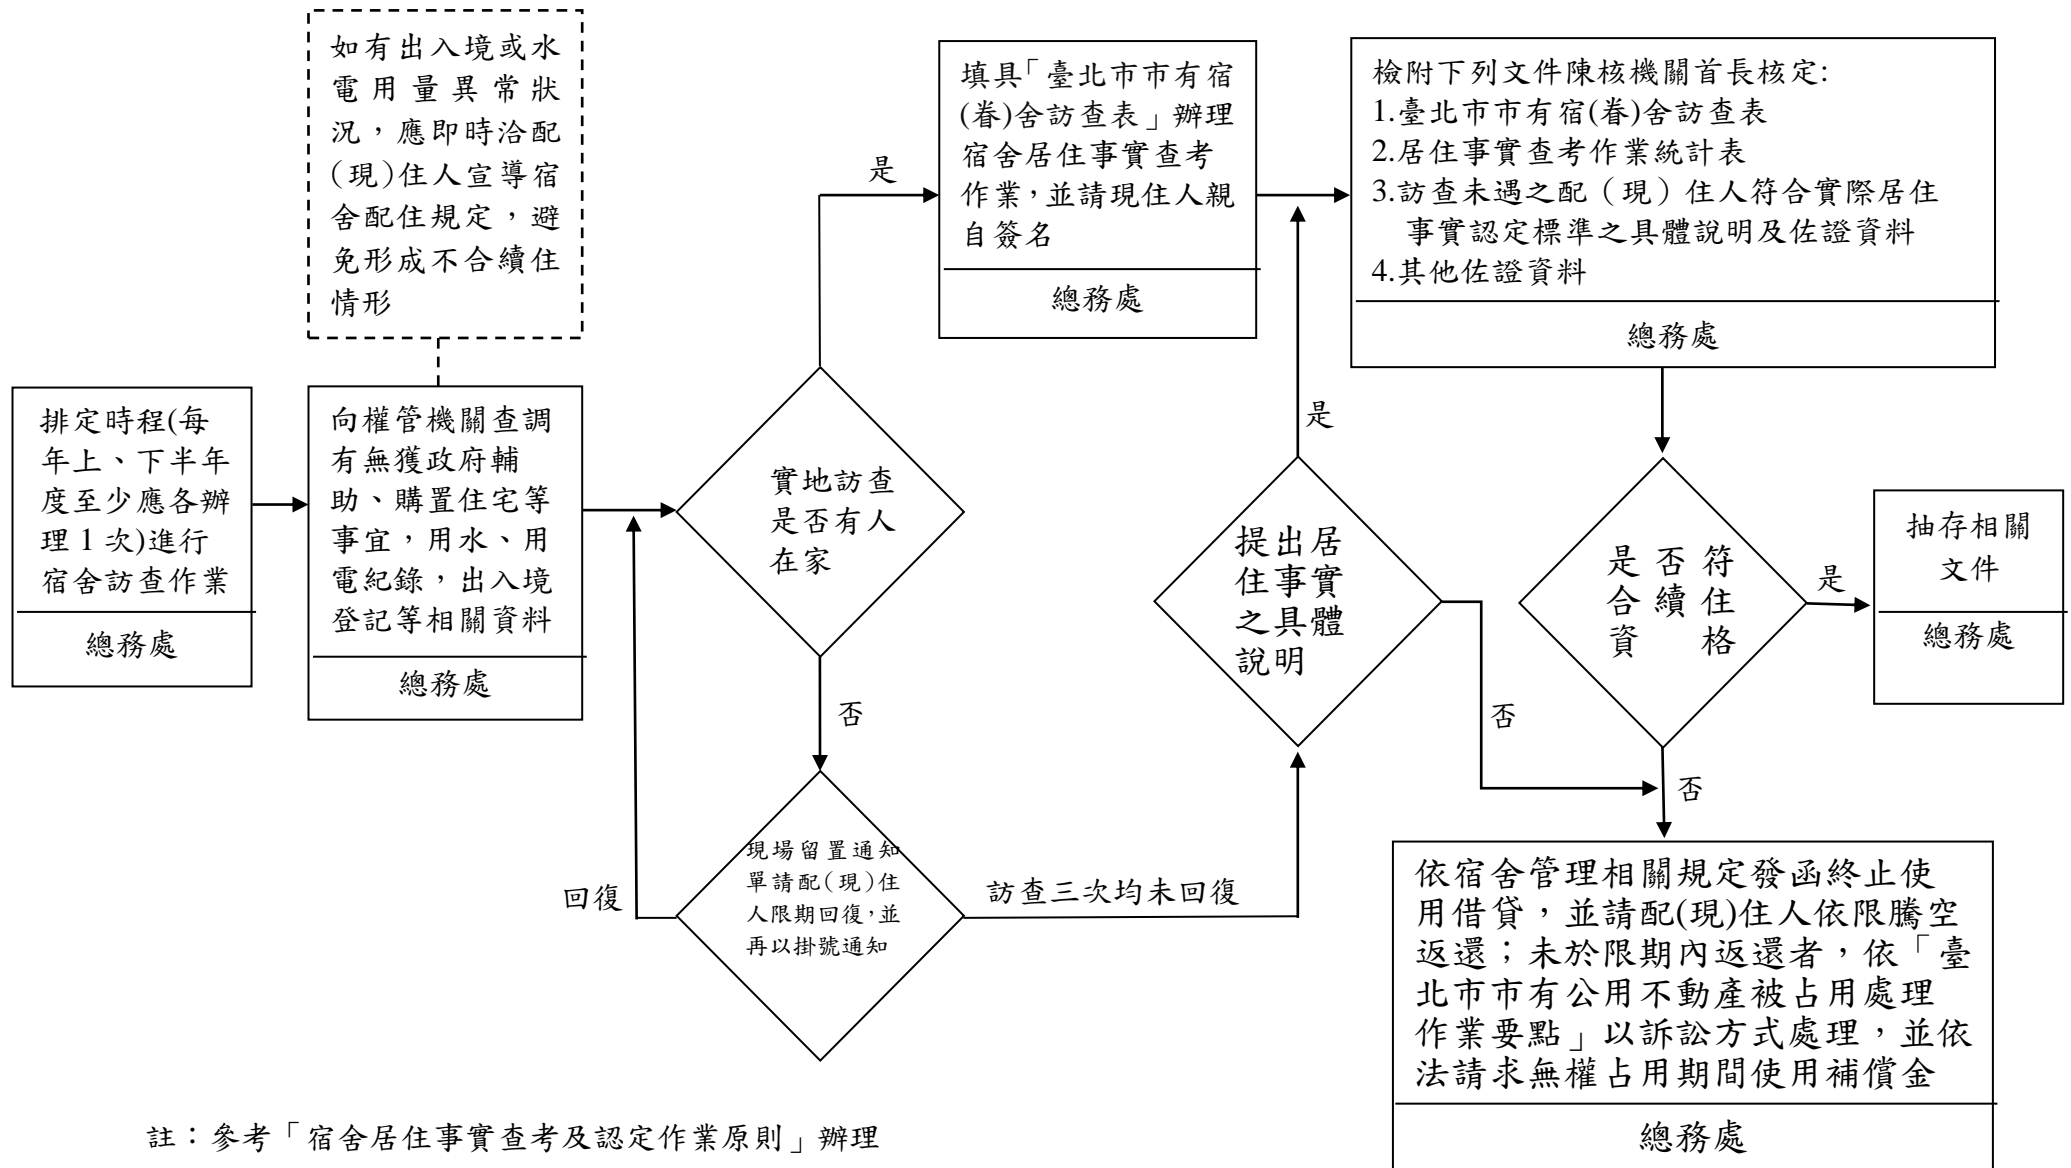 如有出入境或水
電用量異常狀
況，應即時洽配
(現)住人宣導宿
舍配住規定，避
免形成不合續住
情形
排定時程(每
年上、下半年
度至少應各辦
理 1 次)進行
宿舍訪查作業
總務處
向權管機關查調
有無獲政府輔
助、購置住宅等
事宜，用水、用
電紀錄，出入境
登記等相關資料
總務處
實地訪查
是否有人
在家
是
否
填具「臺北市市有宿
(眷)舍訪查表」辦理
宿舍居住事實查考
作業，並請現住人親
自簽名
總務處
現場留置通知
單請配(現)住
人限期回復，並
再以掛號通知
回復
訪查三次均未回復
提出居
住事實
之具體
說明
是
否
檢附下列文件陳核機關首長核定:
1.臺北市市有宿(眷)舍訪查表
2.居住事實查考作業統計表
3.訪查未遇之配（現）住人符合實際居住
事實認定標準之具體說明及佐證資料
4.其他佐證資料
總務處
是否符
合續住
資格
是
否
抽存相關
文件
總務處
依宿舍管理相關規定發函終止使
用借貸，並請配(現)住人依限騰空
返還；未於限期內返還者，依「臺
北市市有公用不動產被占用處理
作業要點」以訴訟方式處理，並依
法請求無權占用期間使用補償金
總務處
註：參考「宿舍居住事實查考及認定作業原則」辦理